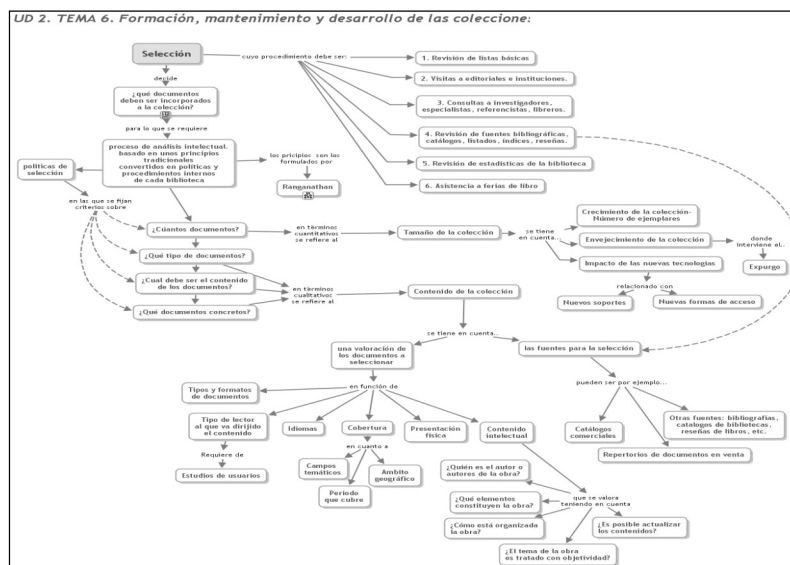 UD 2. TEMA 6. Formación, mantenimiento y desarrollo de las coleccione:
Selección
cuyo procedimiento debe ser:
1. Revisión de listas básicas
2. Visitas a editoriales e instituciones.
3. Consultas a investigadores,
especialistas, referencistas, libreros.
4. Revisión de fuentes bibliográficas,
catálogos, listados, índices, reseñas.
5. Revisión de estadísticas de la biblioteca
6. Asistencia a ferias de libro
decide
¿qué documentos
deben ser incorporados
a la colección?
para lo que se requiere
proceso de análisis intelectual.
basado en unos principios
tradicionales
convertidos en políticas y
procedimientos internos
de cada biblioteca
los pricipios son los
formulados por
Ranganathan
políticas de
selección
en las que se fijan
criterios sobre
¿Cúantos documentos?
¿Qué tipo de documentos?
¿Cual debe ser el contenido
de los documentos?
¿Qué documentos concretos?
en tèrminos
cuantitativos
se refiere al
Tamaño de la colección
se tiene
en cuenta...
Crecimiento de la colección-
Número de ejemplares
Envejecimiento de la colección
donde
interviene el..
Expurgo
Impacto de las nuevas tecnologías
relacionado con
Nuevos soportes
Nuevas formas de acceso
en tèrminos
cualitativos
se refiere al
Contenido de la colección
se tiene en cuenta...
una valoración de
los documentos a
seleccionar
las fuentes para la selección
en función de
Tipos y formatos
de documentos
Tipo de lector
al que va dirijido
el contenido
Requiere de
Estudios de usuarios
Idiomas
Cobertura
en cuanto a
Campos
temáticos
Periodo
que cubre
Ambito
geográfico
Presentación
física
Contenido
intelectual
que se valora
teniendo en cuenta
¿Quién es el autor o
autores de la obra?
¿Qué elementos
constituyen la obra?
¿Cómo está organizada
la obra?
¿El tema de la obra
es tratado con objetividad?
¿Es posible actualizar
los contenidos?
pueden ser por ejemplo...
Catálogos
comerciales
Repertorios de documentos en venta
Otras fuentes: bibliografías,
catalogos de bibliotecas,
reseñas de libros, etc.